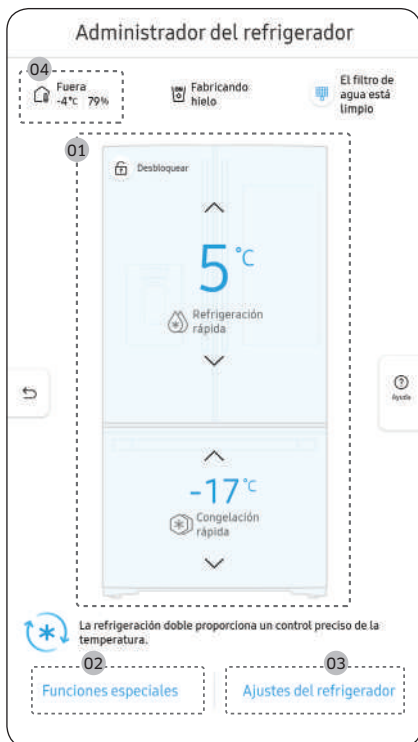 Administrador del refrigerador
04
Fuera
-4°C 79%
Fabricando
hielo
El filtro de
agua está
limpio
01
Desbloquear
5°C
Refrigeración
rápida
Ayuda
-17°C
Congelación
rápida
La refrigeración doble proporciona un control preciso de la
temperatura.
02
03
Funciones especiales
Ajustes del refrigerador